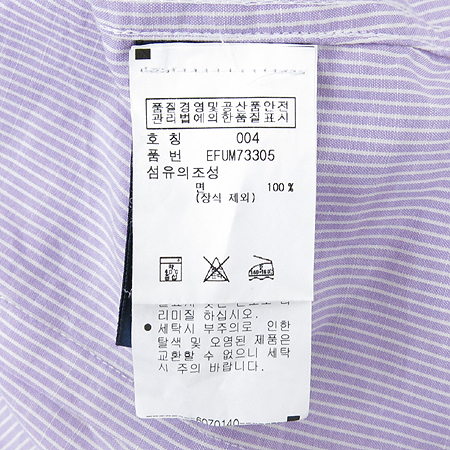 품질경영및공산품안전
관리법에의한품질표시
호 칭 004
품 번 EFUM73305
섬유의조성
면 100 %
(장식 제외)
리미질 하십시오.
● 세탁시 부주의로 인한
탈색 및 오염된 제품은
교환할 수 없으니 세탁
시 주의 바랍니다.
6070140